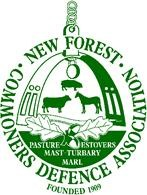 · NEW FOREST ·
COMMONERS DEFENCE ASSOCIATION
PASTURE ESTOVERS
MAST TURBARY
MARL
FOUNDED 1909